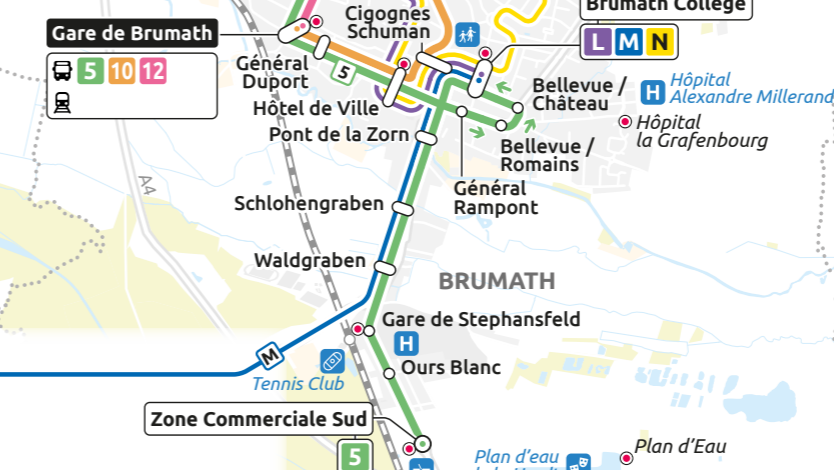 Brumath Collège
L M N
Cigognes
Schuman
Gare de Brumath
5 10 12
Général
Duport
5
Hôtel de Ville
Pont de la Zorn
Bellevue /
Château
H
Hôpital
Alexandre Millerand
Hôpital
la Grafenbourg
Bellevue /
Romains
Général
Rampont
A4
Schlohengraben
Waldgraben
BRUMATH
Gare de Stephansfeld
H
M
Tennis Club
Ours Blanc
Zone Commerciale Sud
5
Plan d'eau
Plan d'Eau